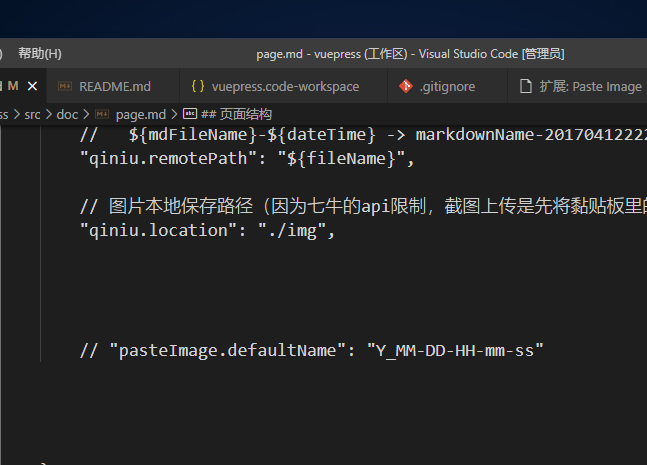 帮助(H)
page.md - vuepress (工作区) - Visual Studio Code [管理员]
M
README.md
{ } vuepress.code-workspace
.gitignore
扩展: Paste Image
ss > src > doc > page.md > ## 页面结构
// ${mdFileName}-${dateTime} -> markdownName-20170412222
"qiniu.remotePath": "${fileName}",
// 图片本地保存路径（因为七牛的api限制，截图上传是先将黏贴板里的
"qiniu.location": "./img",
// "pasteImage.defaultName": "Y_MM-DD-HH-mm-ss"